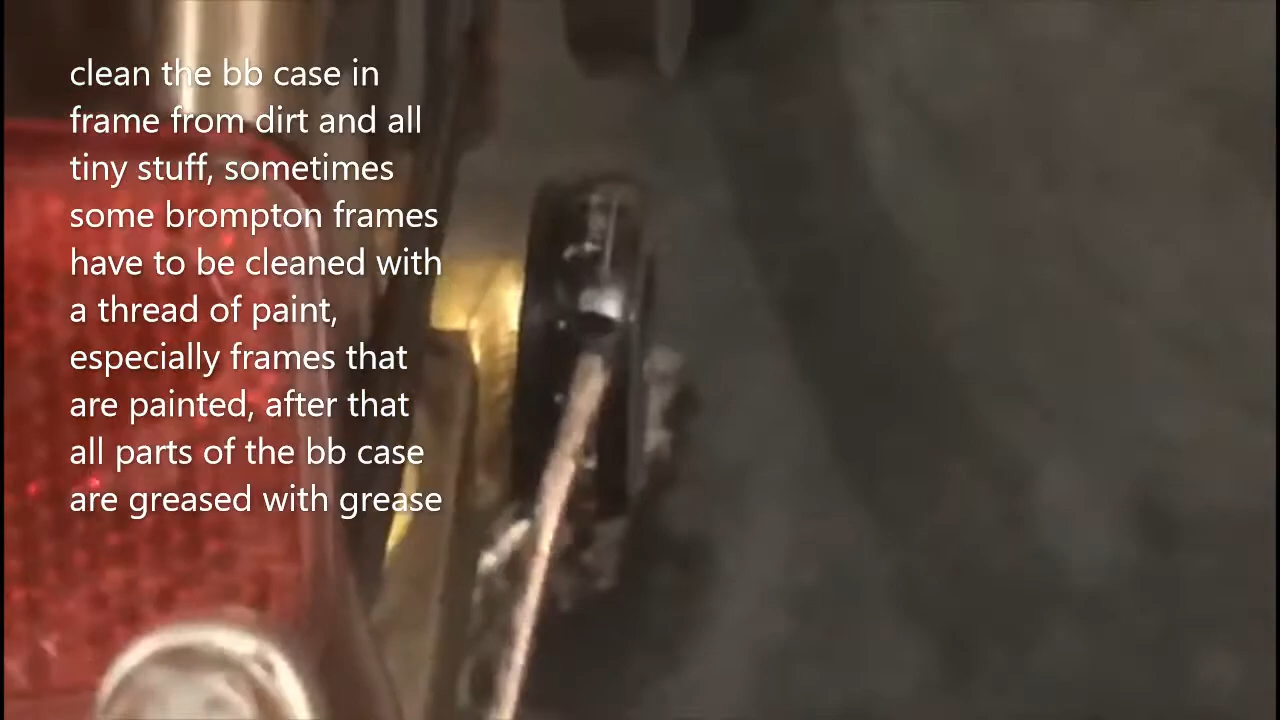 clean the bb case in
frame from dirt and all
tiny stuff, sometimes
some brompton frames
have to be cleaned with
a thread of paint,
especially frames that
are painted, after that
all parts of the bb case
are greased with grease